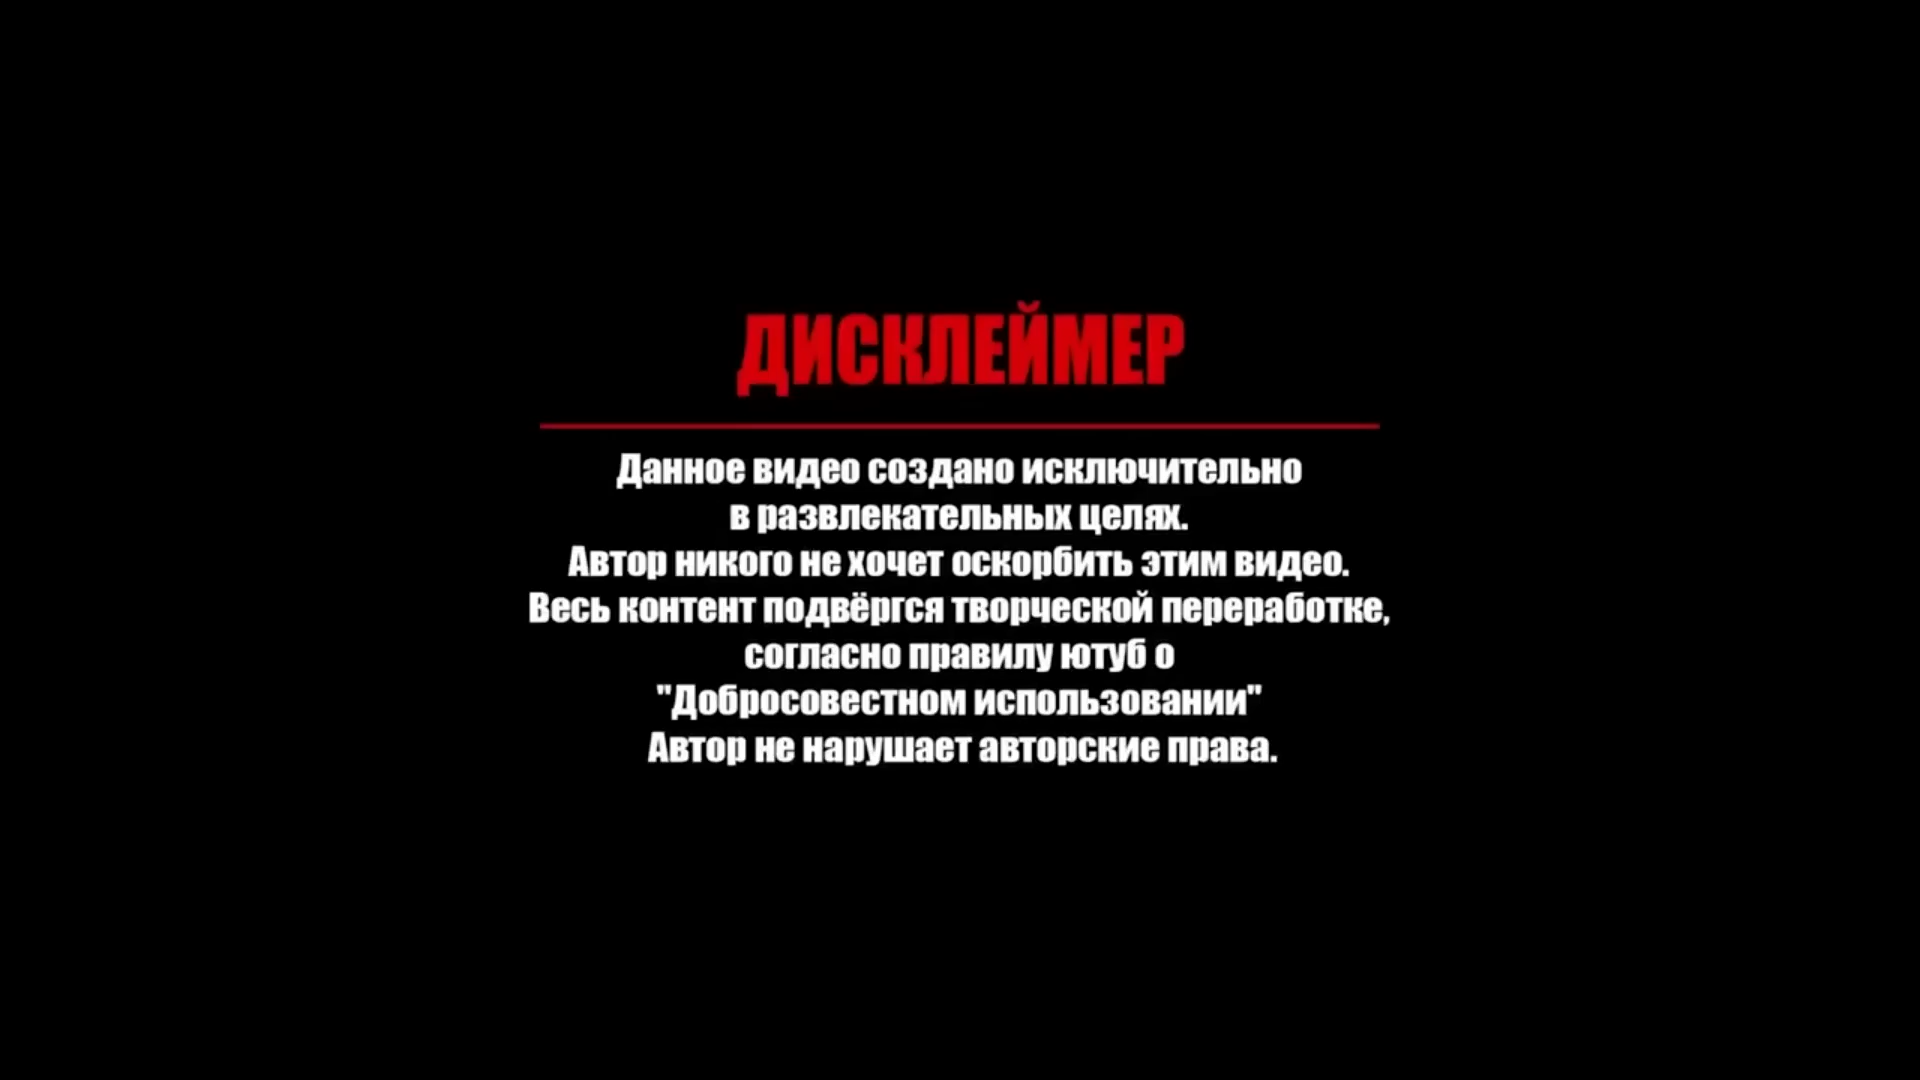 ДИСКЛЕЙМЕР
Данное видео создано исключительно
в развлекательных целях.
Автор никого не хочет оскорбить этим видео.
Весь контент подвёргся творческой переработке,
согласно правилу ютуб о
"Добросовестном использовании"
Автор не нарушает авторские права.